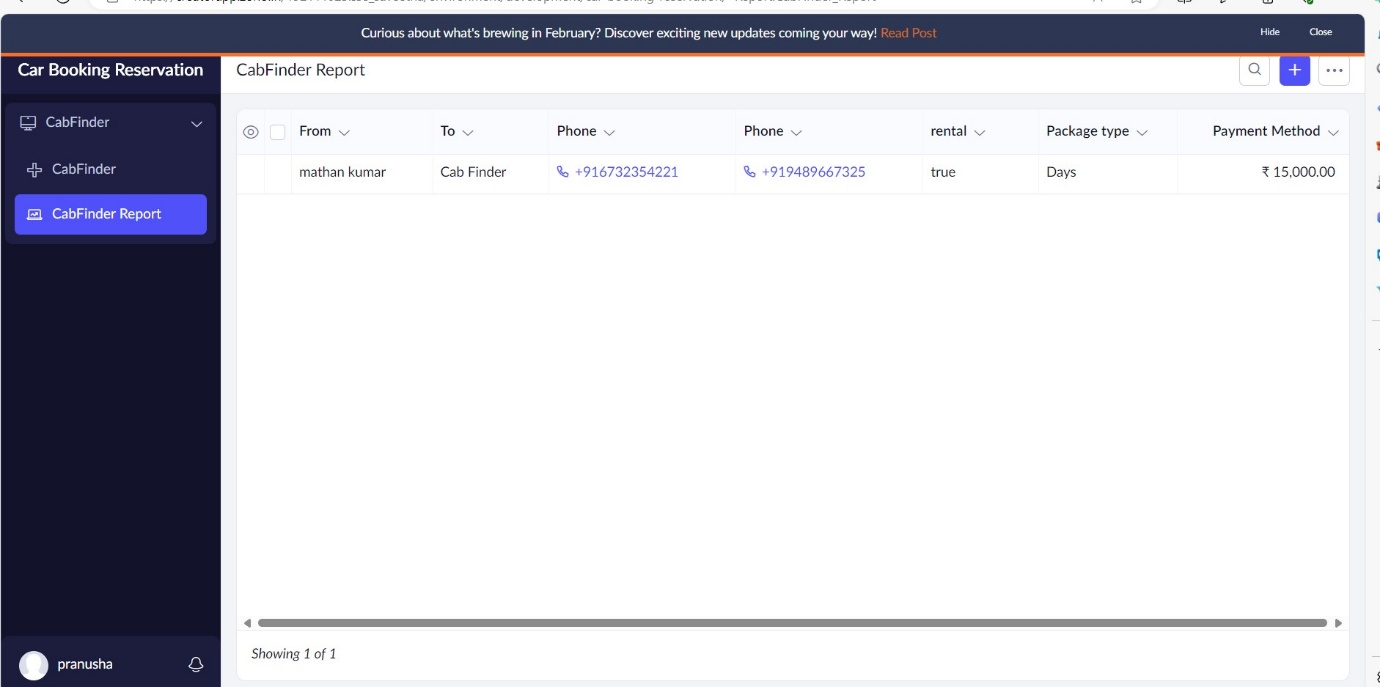 Curious about what's brewing in February? Discover exciting new updates coming your way! Read Post
Hide
Close
Car Booking Reservation
CabFinder Report
CabFinder
CabFinder
CabFinder Report
From To Phone Phone rental Package type Payment Method
mathan kumar Cab Finder +916732354221 +919489667325 true Days ₹ 15,000.00
Showing 1 of 1
pranusha